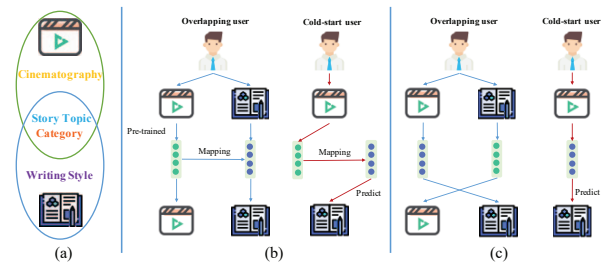 Cinematography
Story Topic
Category
Writing Style
(a)
Overlapping user
Cold-start user
Pre-trained
Mapping
Mapping
Predict
(b)
Overlapping user
Cold-start user
Predict
(c)